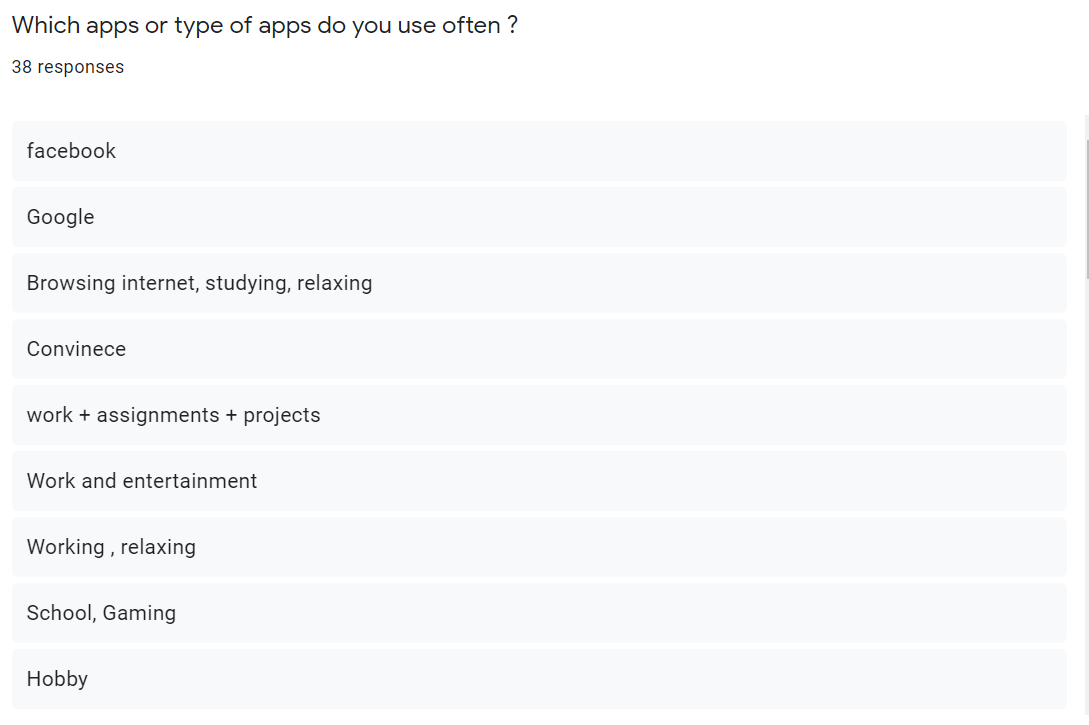 Which apps or type of apps do you use often ?
38 responses
facebook
Google
Browsing internet, studying, relaxing
Convinece
work + assignments + projects
Work and entertainment
Working , relaxing
School, Gaming
Hobby